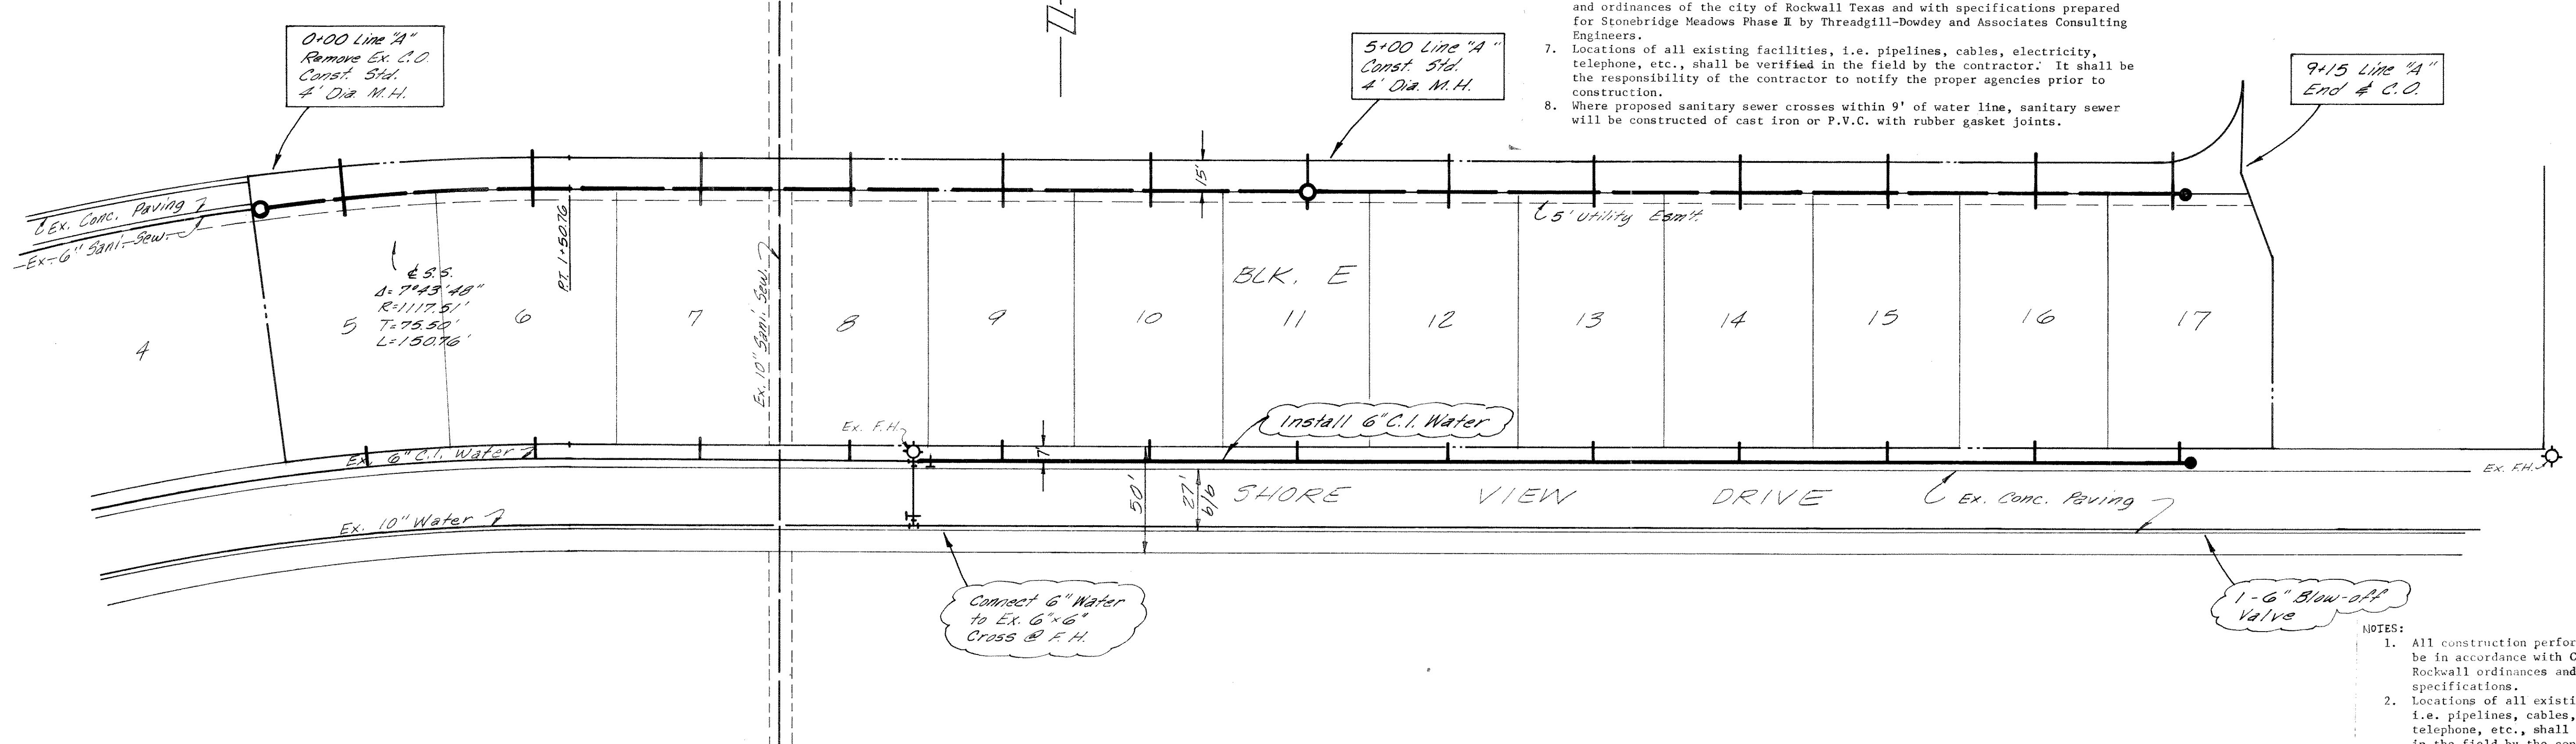 0+00 Line "A"
Remove Ex. C.O.
Const. Std.
4' Dia. M.H.
5+00 Line "A"
Const. Std.
4' Dia. M.H.
and ordinances of the city of Rockwall Texas and with specifications prepared
for Stonebridge Meadows Phase II by Threadgill-Dowdey and Associates Consulting
Engineers.
7. Locations of all existing facilities, i.e. pipelines, cables, electricity,
telephone, etc., shall be verified in the field by the contractor. It shall be
the responsibility of the contractor to notify the proper agencies prior to
construction.
8. Where proposed sanitary sewer crosses within 9' of water line, sanitary sewer
will be constructed of cast iron or P.V.C. with rubber gasket joints.
9+15 Line "A"
End & C.O.
Ex. Conc. Paving
Ex. 6" Sani. Sew.
15'
5' Utility Esm't.
P.T. 1+50.76
Ex. 10" Sani. Sew.
℄ S.S.
Δ= 7°43'48"
R=1117.51'
T=75.50'
L=150.76'
BLK. E
4
5
6
7
8
9
10
11
12
13
14
15
16
17
Ex. F.H.
Install 6" C.I. Water
Ex. 6" C.I. Water
7'
Ex. F.H.
50'
27'
b/b
SHORE VIEW DRIVE
Ex. Conc. Paving
Ex. 10" Water
Connect 6" Water
to Ex. 6"x6"
Cross @ F.H.
1-6" Blow-off
Valve
NOTES:
1. All construction perfor
be in accordance with C
Rockwall ordinances and
specifications.
2. Locations of all existi
i.e. pipelines, cables,
telephone, etc., shall
in the field by the con